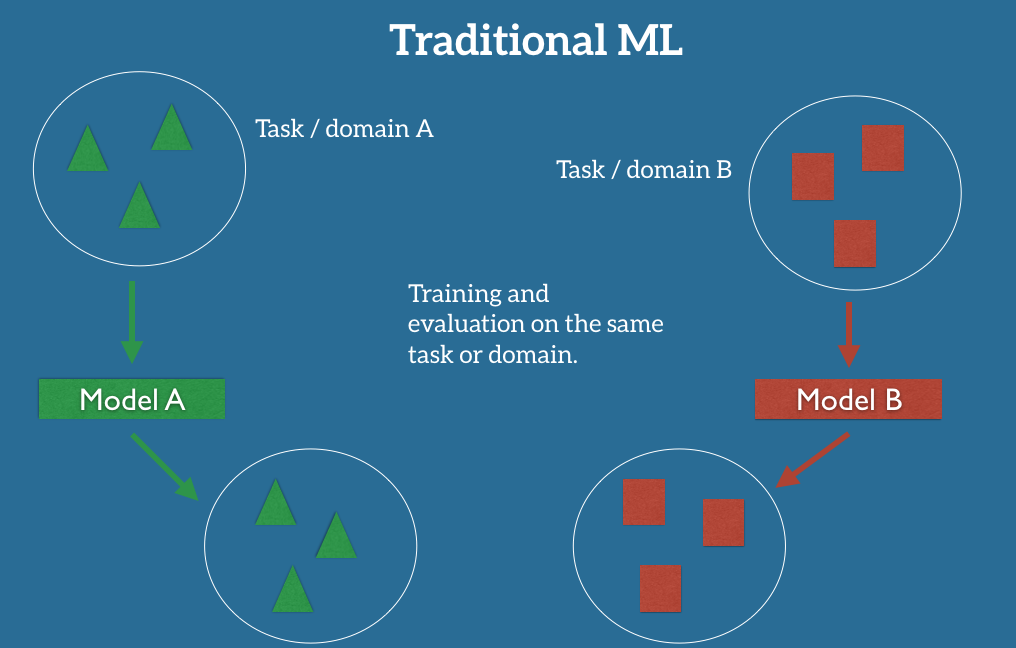 Traditional ML
Task / domain A
Task / domain B
Training and
evaluation on the same
task or domain.
Model A
Model B